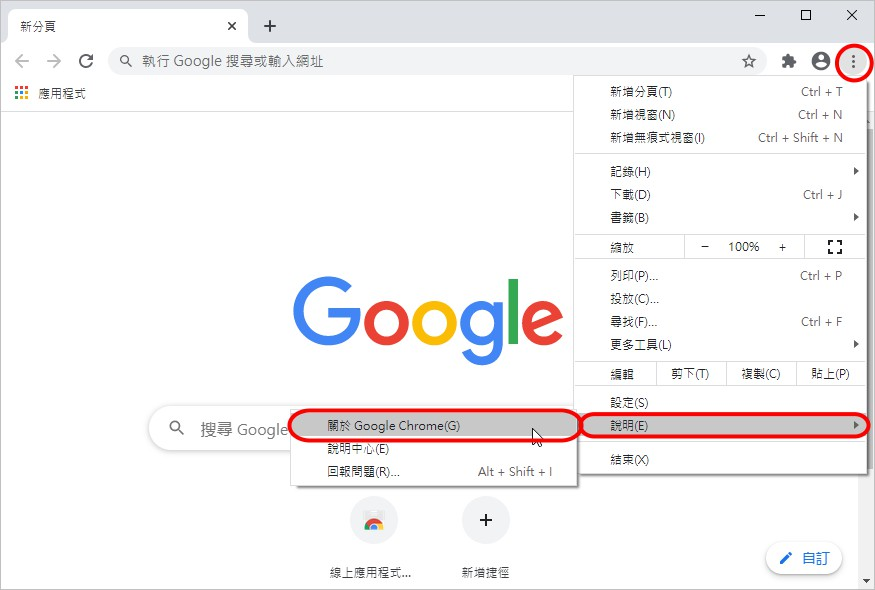 新分頁
執行 Google 搜尋或輸入網址
應用程式
新增分頁(T) Ctrl + T
新增視窗(N) Ctrl + N
新增無痕式視窗(I) Ctrl + Shift + N
記錄(H)
下載(D) Ctrl + J
書籤(B)
縮放 − 100% +
列印(P)... Ctrl + P
投放(C)...
尋找(F)... Ctrl + F
更多工具(L)
編輯 剪下(T) 複製(C) 貼上(P)
設定(S)
說明(E)
結束(X)
Google
搜尋 Google
關於 Google Chrome(G)
說明中心(E)
回報問題(R)... Alt + Shift + I
線上應用程式...
新增捷徑
自訂